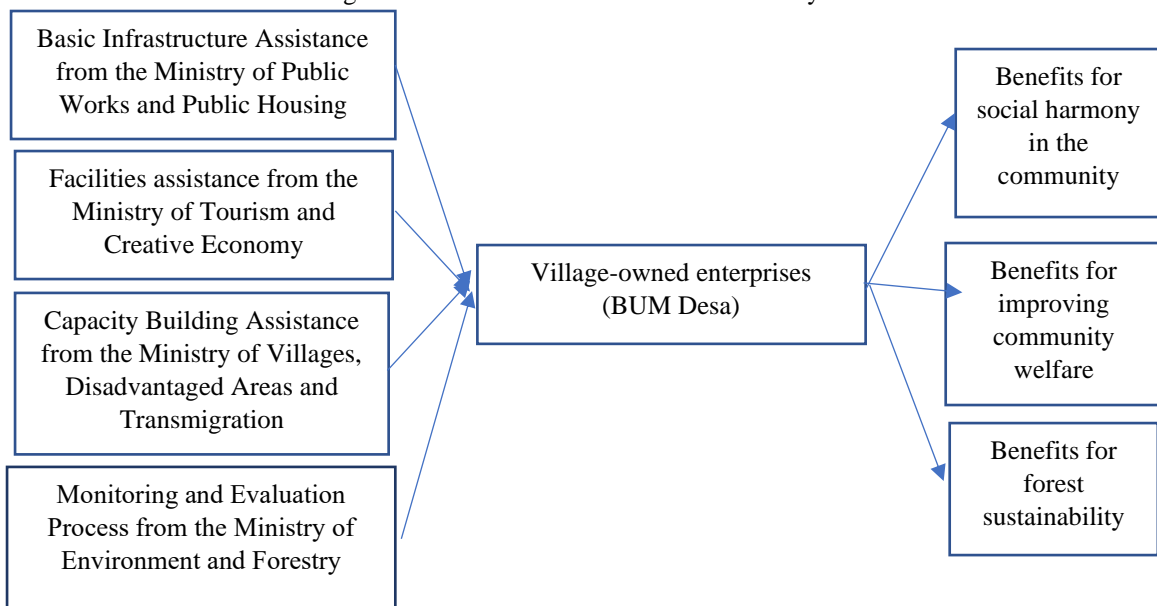 Basic Infrastructure Assistance
from the Ministry of Public
Works and Public Housing
Facilities assistance from the
Ministry of Tourism and
Creative Economy
Capacity Building Assistance
from the Ministry of Villages,
Disadvantaged Areas and
Transmigration
Monitoring and Evaluation
Process from the Ministry of
Environment and Forestry
Village-owned enterprises
(BUM Desa)
Benefits for
social harmony
in the
community
Benefits for
improving
community
welfare
Benefits for
forest
sustainability